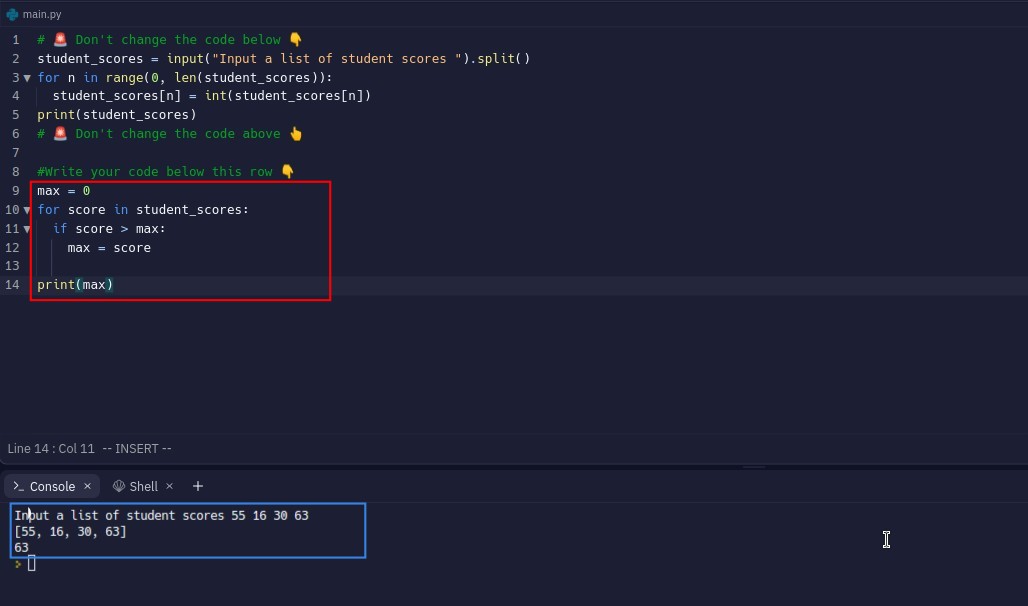 main.py
1 # 🚨 Don't change the code below 👇
2 student_scores = input("Input a list of student scores ").split()
3 for n in range(0, len(student_scores)):
4   student_scores[n] = int(student_scores[n])
5 print(student_scores)
6 # 🚨 Don't change the code above 👆
7
8 #Write your code below this row 👇
9 max = 0
10 for score in student_scores:
11   if score > max:
12     max = score
13
14 print(max)
Line 14 : Col 11 -- INSERT --
Console × Shell × +
Input a list of student scores 55 16 30 63
[55, 16, 30, 63]
63